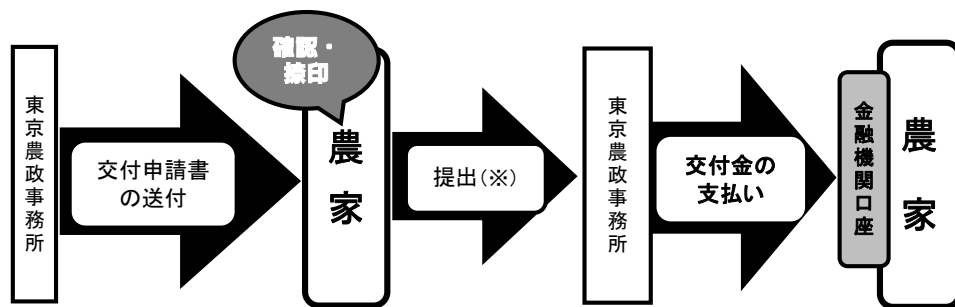 東京農政事務所
交付申請書
の送付
確認・
捺印
農家
提出(※)
東京農政事務所
交付金の
支払い
金融機関口座
農家